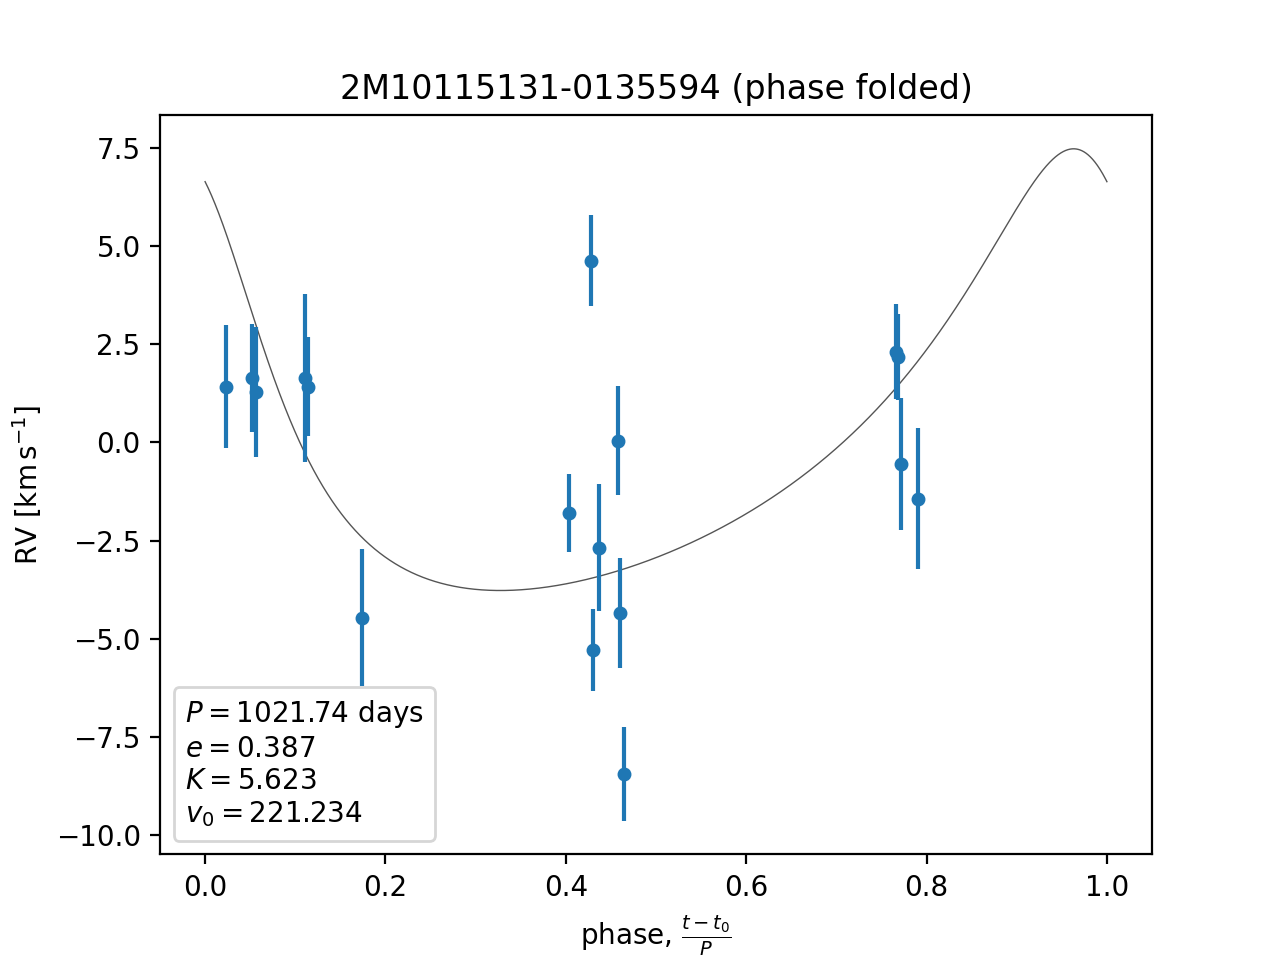 2M10115131-0135594 (phase folded)
7.5
5.0
2.5
0.0
−2.5
−5.0
−7.5
−10.0
RV [km s⁻¹]
P = 1021.74 days
e = 0.387
K = 5.623
v₀ = 221.234
0.0 0.2 0.4 0.6 0.8 1.0
phase, (t − t₀)/P